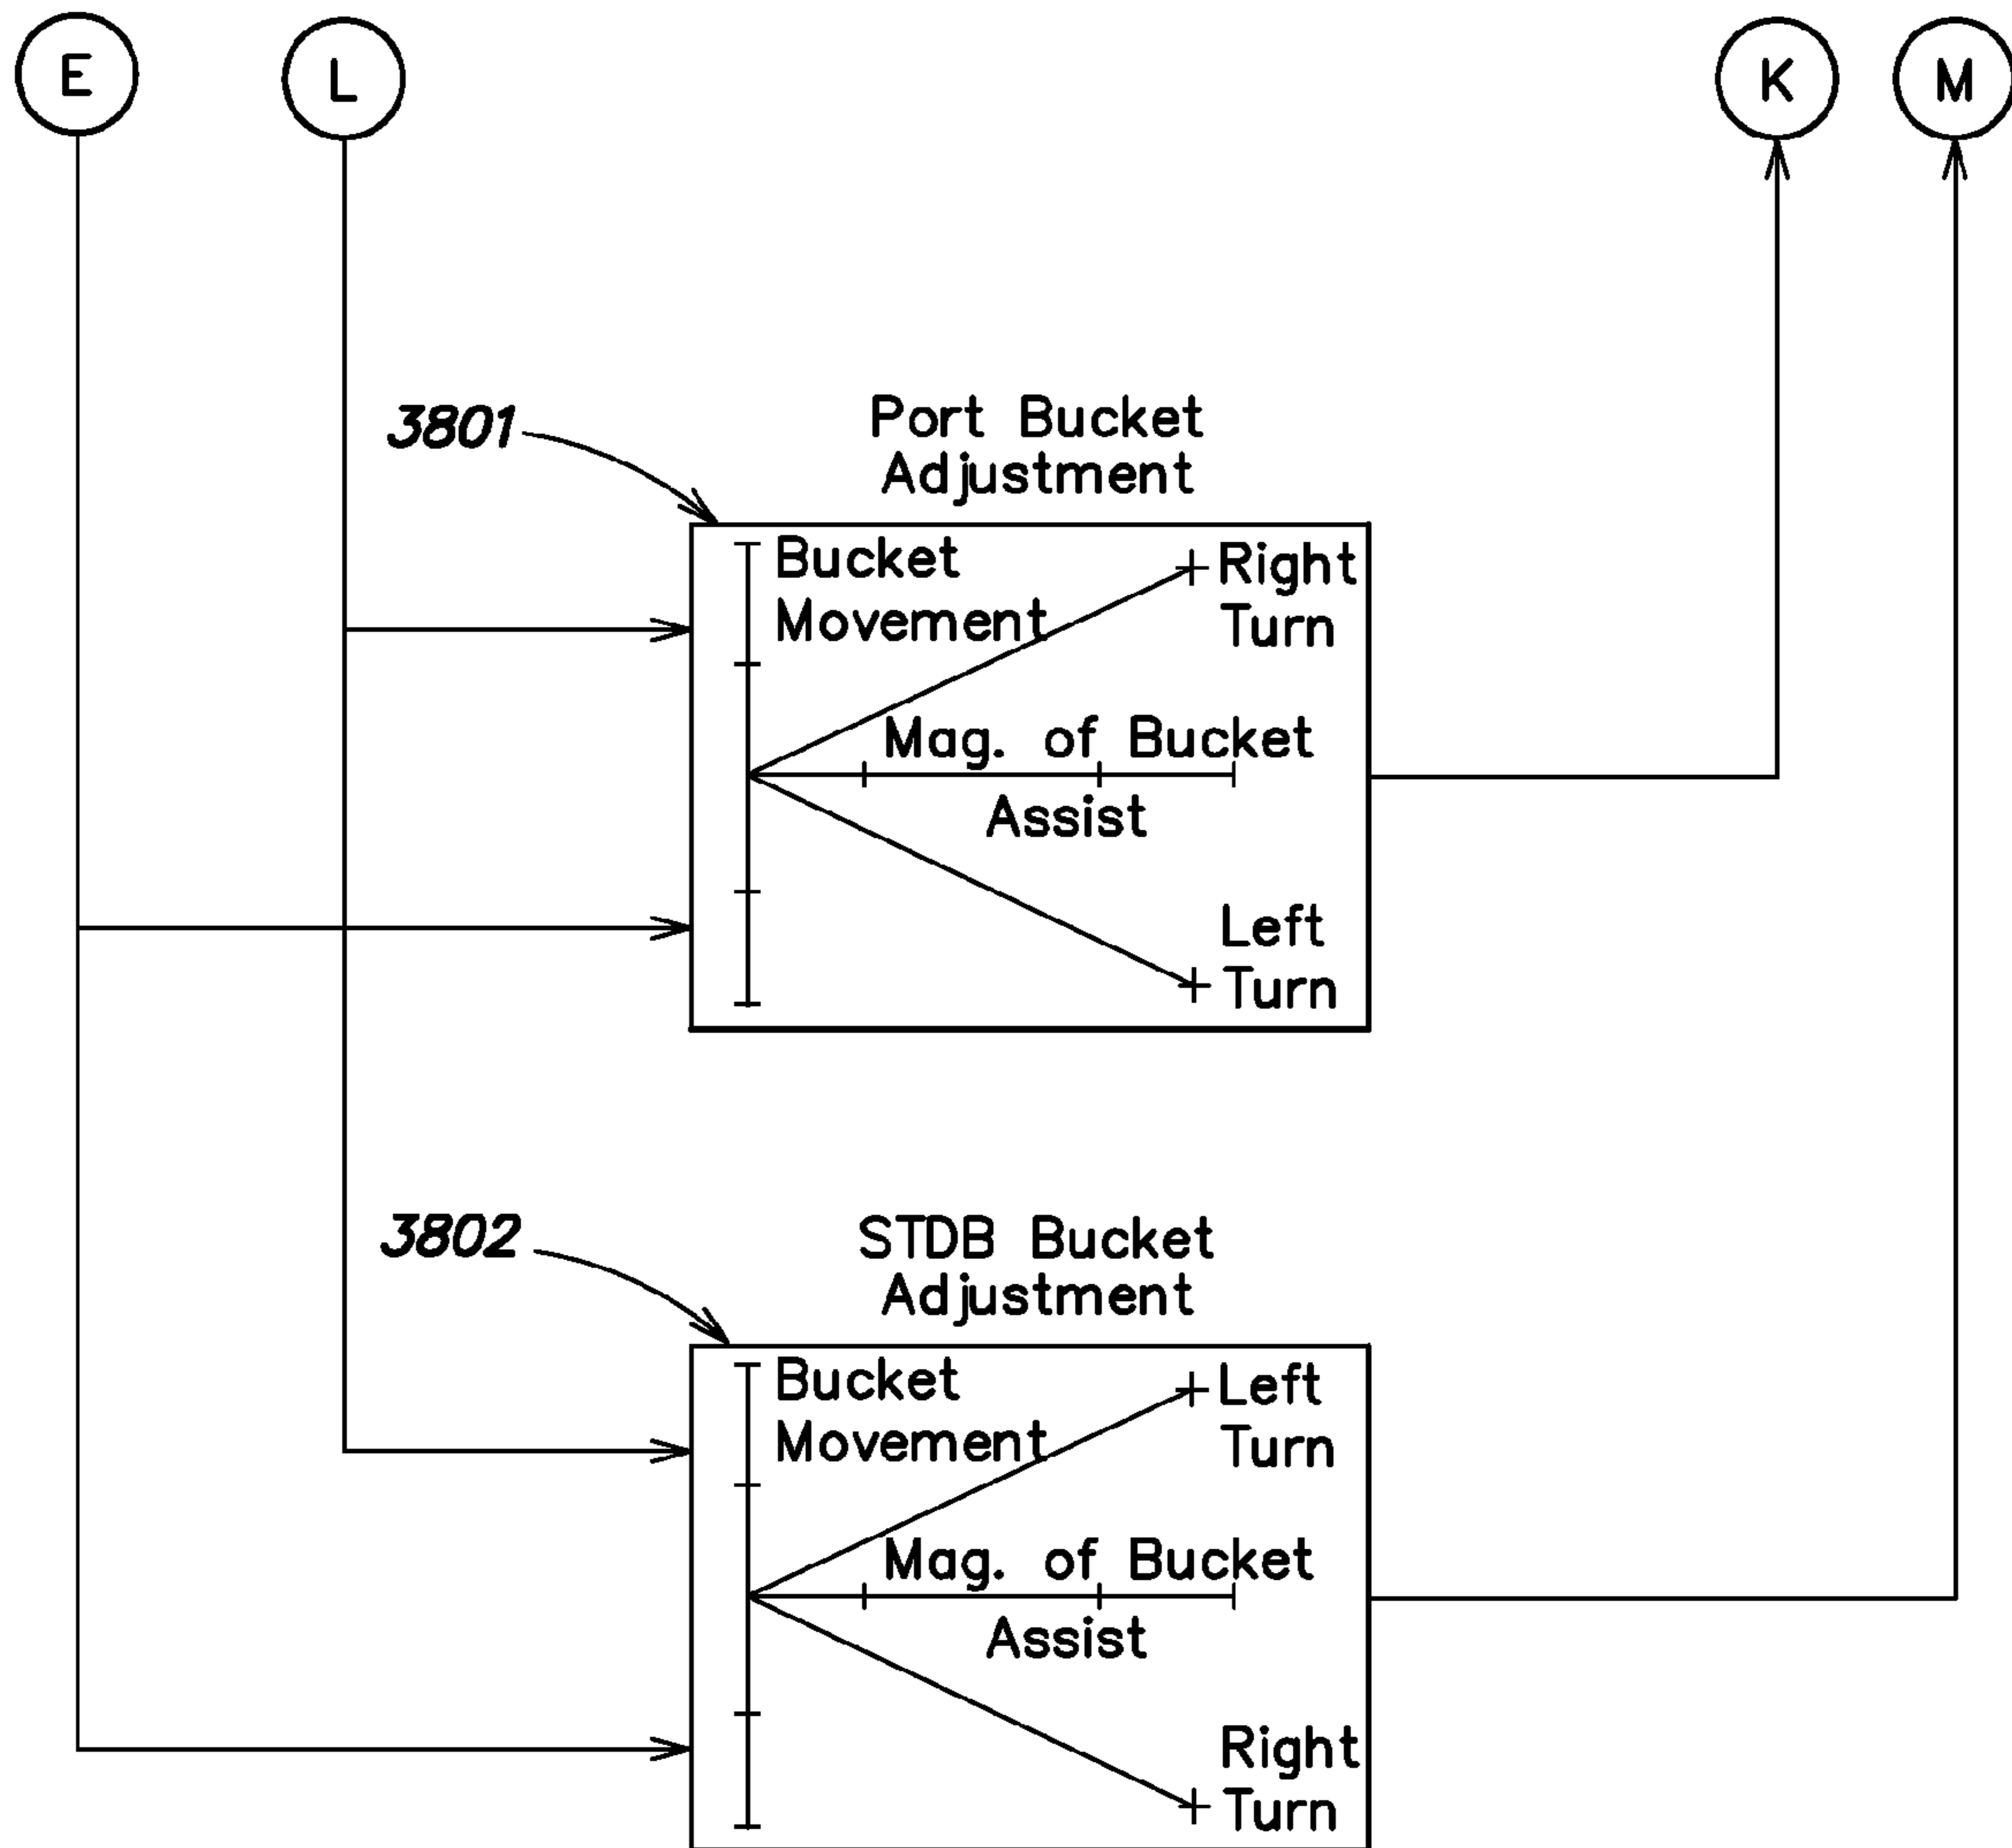 E
L
K
M
3801
Port Bucket
Adjustment
Bucket
Movement
Right
Turn
Mag. of Bucket
Assist
Left
Turn
3802
STDB Bucket
Adjustment
Bucket
Movement
Left
Turn
Mag. of Bucket
Assist
Right
Turn